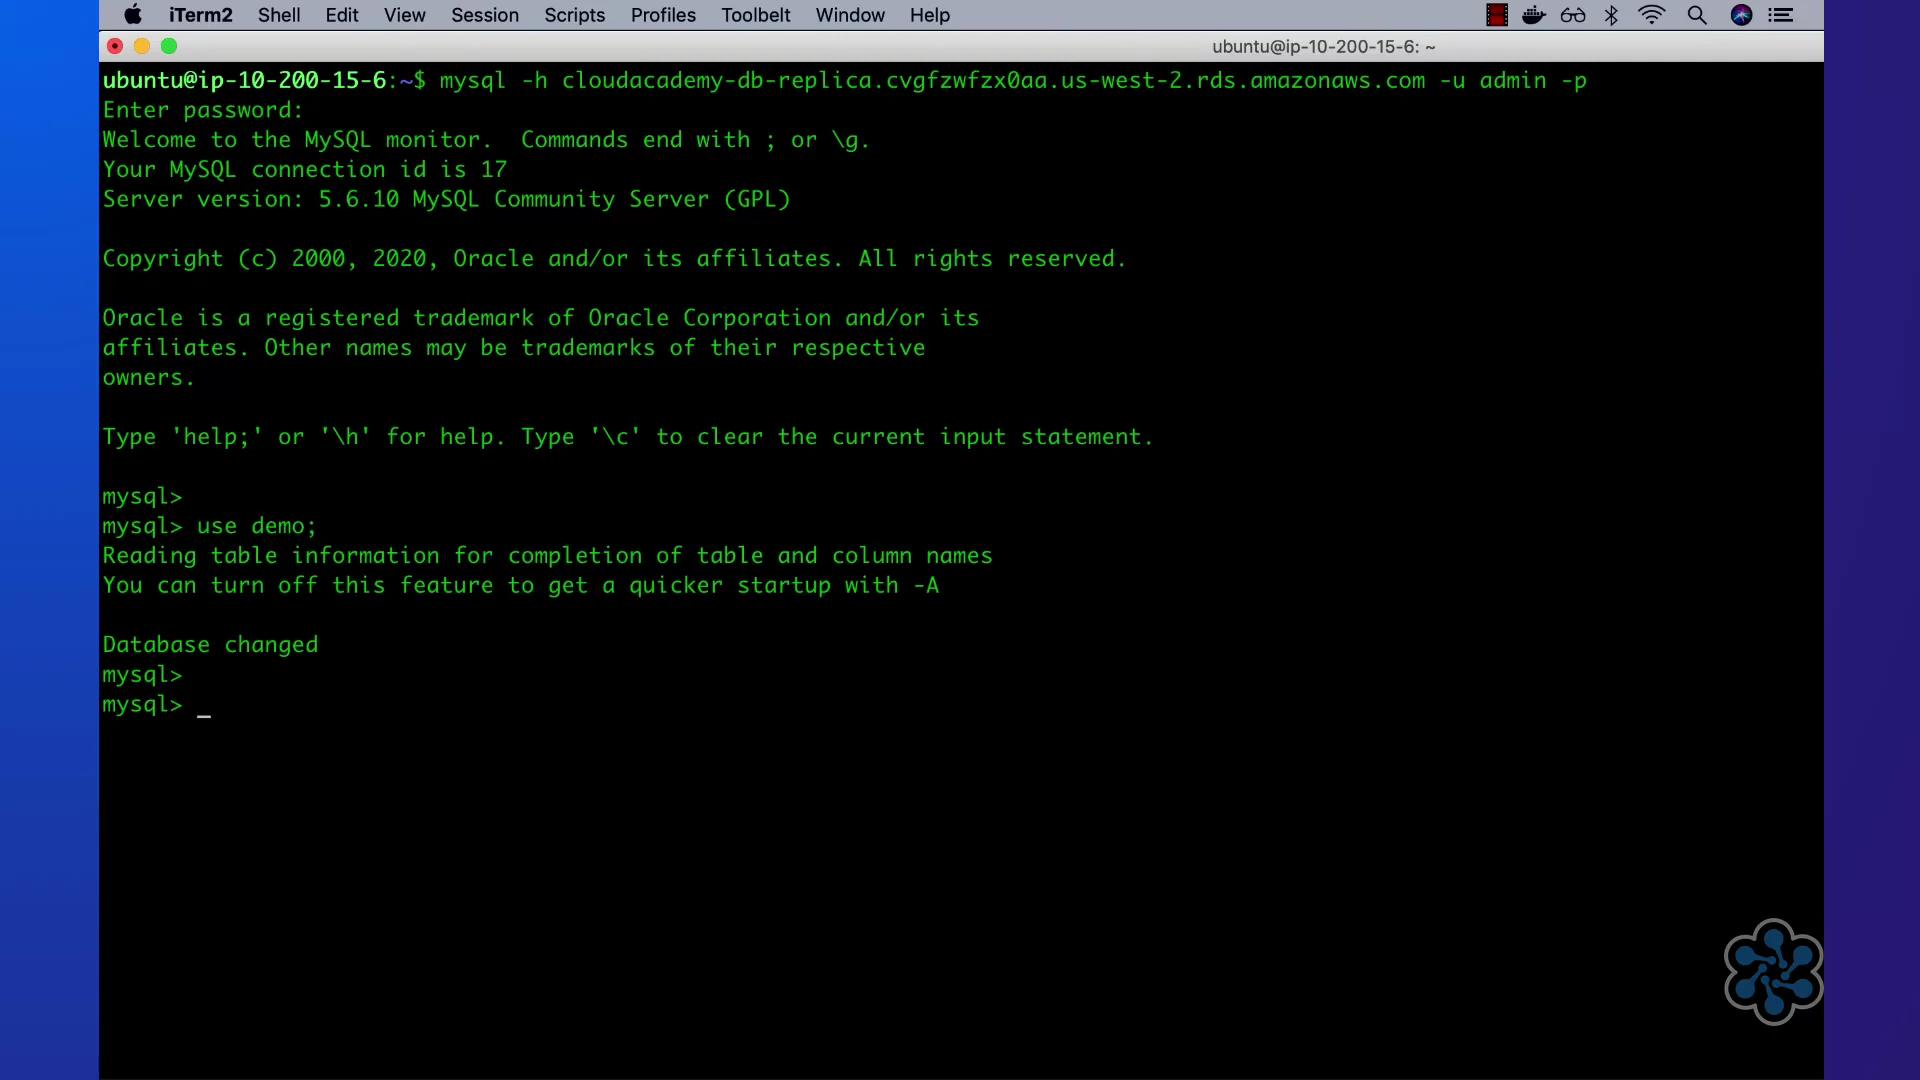 iTerm2 Shell Edit View Session Scripts Profiles Toolbelt Window Help
ubuntu@ip-10-200-15-6: ~
ubuntu@ip-10-200-15-6:~$ mysql -h cloudacademy-db-replica.cvgfzwfzx0aa.us-west-2.rds.amazonaws.com -u admin -p
Enter password:
Welcome to the MySQL monitor.  Commands end with ; or \g.
Your MySQL connection id is 17
Server version: 5.6.10 MySQL Community Server (GPL)
Copyright (c) 2000, 2020, Oracle and/or its affiliates. All rights reserved.
Oracle is a registered trademark of Oracle Corporation and/or its
affiliates. Other names may be trademarks of their respective
owners.
Type 'help;' or '\h' for help. Type '\c' to clear the current input statement.
mysql>
mysql> use demo;
Reading table information for completion of table and column names
You can turn off this feature to get a quicker startup with -A
Database changed
mysql>
mysql> _